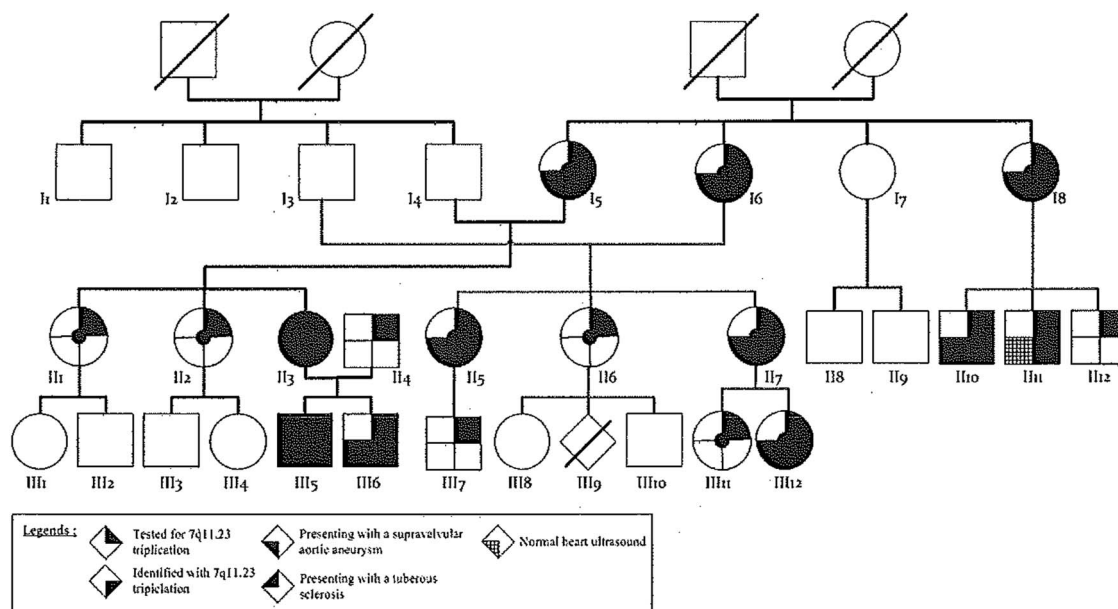 I1 I2 I3 I4 I5 I6 I7 I8
II1 II2 II3 II4 II5 II6 II7 II8 II9 II10 II11 II12
III1 III2 III3 III4 III5 III6 III7 III8 III9 III10 III11 III12
Legends :
Tested for 7q11.23
triplication
Presenting with a supravalvular
aortic aneurysm
Normal heart ultrasound
Identified with 7q11.23
triplclation
Presenting with a tuberous
sclerosis